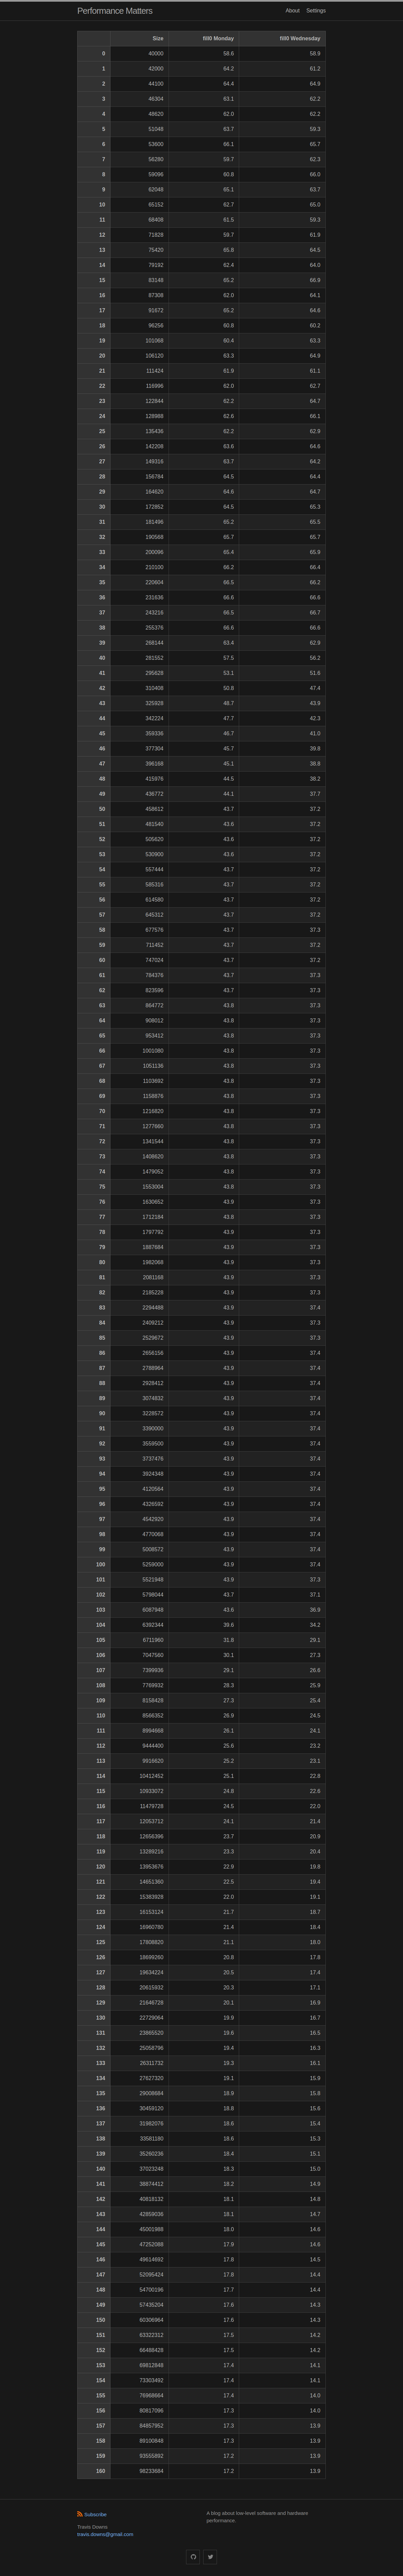 Performance Matters
About Settings
Size fill0 Monday fill0 Wednesday
0 40000 58.6 58.9
1 42000 64.2 61.2
2 44100 64.4 64.9
3 46304 63.1 62.2
4 48620 62.0 62.2
5 51048 63.7 59.3
6 53600 66.1 65.7
7 56280 59.7 62.3
8 59096 60.8 66.0
9 62048 65.1 63.7
10 65152 62.7 65.0
11 68408 61.5 59.3
12 71828 59.7 61.9
13 75420 65.8 64.5
14 79192 62.4 64.0
15 83148 65.2 66.9
16 87308 62.0 64.1
17 91672 65.2 64.6
18 96256 60.8 60.2
19 101068 60.4 63.3
20 106120 63.3 64.9
21 111424 61.9 61.1
22 116996 62.0 62.7
23 122844 62.2 64.7
24 128988 62.6 66.1
25 135436 62.2 62.9
26 142208 63.6 64.6
27 149316 63.7 64.2
28 156784 64.5 64.4
29 164620 64.6 64.7
30 172852 64.5 65.3
31 181496 65.2 65.5
32 190568 65.7 65.7
33 200096 65.4 65.9
34 210100 66.2 66.4
35 220604 66.5 66.2
36 231636 66.6 66.6
37 243216 66.5 66.7
38 255376 66.6 66.6
39 268144 63.4 62.9
40 281552 57.5 56.2
41 295628 53.1 51.6
42 310408 50.8 47.4
43 325928 48.7 43.9
44 342224 47.7 42.3
45 359336 46.7 41.0
46 377304 45.7 39.8
47 396168 45.1 38.8
48 415976 44.5 38.2
49 436772 44.1 37.7
50 458612 43.7 37.2
51 481540 43.6 37.2
52 505620 43.6 37.2
53 530900 43.6 37.2
54 557444 43.7 37.2
55 585316 43.7 37.2
56 614580 43.7 37.2
57 645312 43.7 37.2
58 677576 43.7 37.3
59 711452 43.7 37.2
60 747024 43.7 37.2
61 784376 43.7 37.3
62 823596 43.7 37.3
63 864772 43.8 37.3
64 908012 43.8 37.3
65 953412 43.8 37.3
66 1001080 43.8 37.3
67 1051136 43.8 37.3
68 1103692 43.8 37.3
69 1158876 43.8 37.3
70 1216820 43.8 37.3
71 1277660 43.8 37.3
72 1341544 43.8 37.3
73 1408620 43.8 37.3
74 1479052 43.8 37.3
75 1553004 43.8 37.3
76 1630652 43.9 37.3
77 1712184 43.8 37.3
78 1797792 43.9 37.3
79 1887684 43.9 37.3
80 1982068 43.9 37.3
81 2081168 43.9 37.3
82 2185228 43.9 37.3
83 2294488 43.9 37.4
84 2409212 43.9 37.3
85 2529672 43.9 37.3
86 2656156 43.9 37.4
87 2788964 43.9 37.4
88 2928412 43.9 37.4
89 3074832 43.9 37.4
90 3228572 43.9 37.4
91 3390000 43.9 37.4
92 3559500 43.9 37.4
93 3737476 43.9 37.4
94 3924348 43.9 37.4
95 4120564 43.9 37.4
96 4326592 43.9 37.4
97 4542920 43.9 37.4
98 4770068 43.9 37.4
99 5008572 43.9 37.4
100 5259000 43.9 37.4
101 5521948 43.9 37.3
102 5798044 43.7 37.1
103 6087948 43.6 36.9
104 6392344 39.6 34.2
105 6711960 31.8 29.1
106 7047560 30.1 27.3
107 7399936 29.1 26.6
108 7769932 28.3 25.9
109 8158428 27.3 25.4
110 8566352 26.9 24.5
111 8994668 26.1 24.1
112 9444400 25.6 23.2
113 9916620 25.2 23.1
114 10412452 25.1 22.8
115 10933072 24.8 22.6
116 11479728 24.5 22.0
117 12053712 24.1 21.4
118 12656396 23.7 20.9
119 13289216 23.3 20.4
120 13953676 22.9 19.8
121 14651360 22.5 19.4
122 15383928 22.0 19.1
123 16153124 21.7 18.7
124 16960780 21.4 18.4
125 17808820 21.1 18.0
126 18699260 20.8 17.8
127 19634224 20.5 17.4
128 20615932 20.3 17.1
129 21646728 20.1 16.9
130 22729064 19.9 16.7
131 23865520 19.6 16.5
132 25058796 19.4 16.3
133 26311732 19.3 16.1
134 27627320 19.1 15.9
135 29008684 18.9 15.8
136 30459120 18.8 15.6
137 31982076 18.6 15.4
138 33581180 18.6 15.3
139 35260236 18.4 15.1
140 37023248 18.3 15.0
141 38874412 18.2 14.9
142 40818132 18.1 14.8
143 42859036 18.1 14.7
144 45001988 18.0 14.6
145 47252088 17.9 14.6
146 49614692 17.8 14.5
147 52095424 17.8 14.4
148 54700196 17.7 14.4
149 57435204 17.6 14.3
150 60306964 17.6 14.3
151 63322312 17.5 14.2
152 66488428 17.5 14.2
153 69812848 17.4 14.1
154 73303492 17.4 14.1
155 76968664 17.4 14.0
156 80817096 17.3 14.0
157 84857952 17.3 13.9
158 89100848 17.3 13.9
159 93555892 17.2 13.9
160 98233684 17.2 13.9
Subscribe
Travis Downs
travis.downs@gmail.com
A blog about low-level software and hardware
performance.